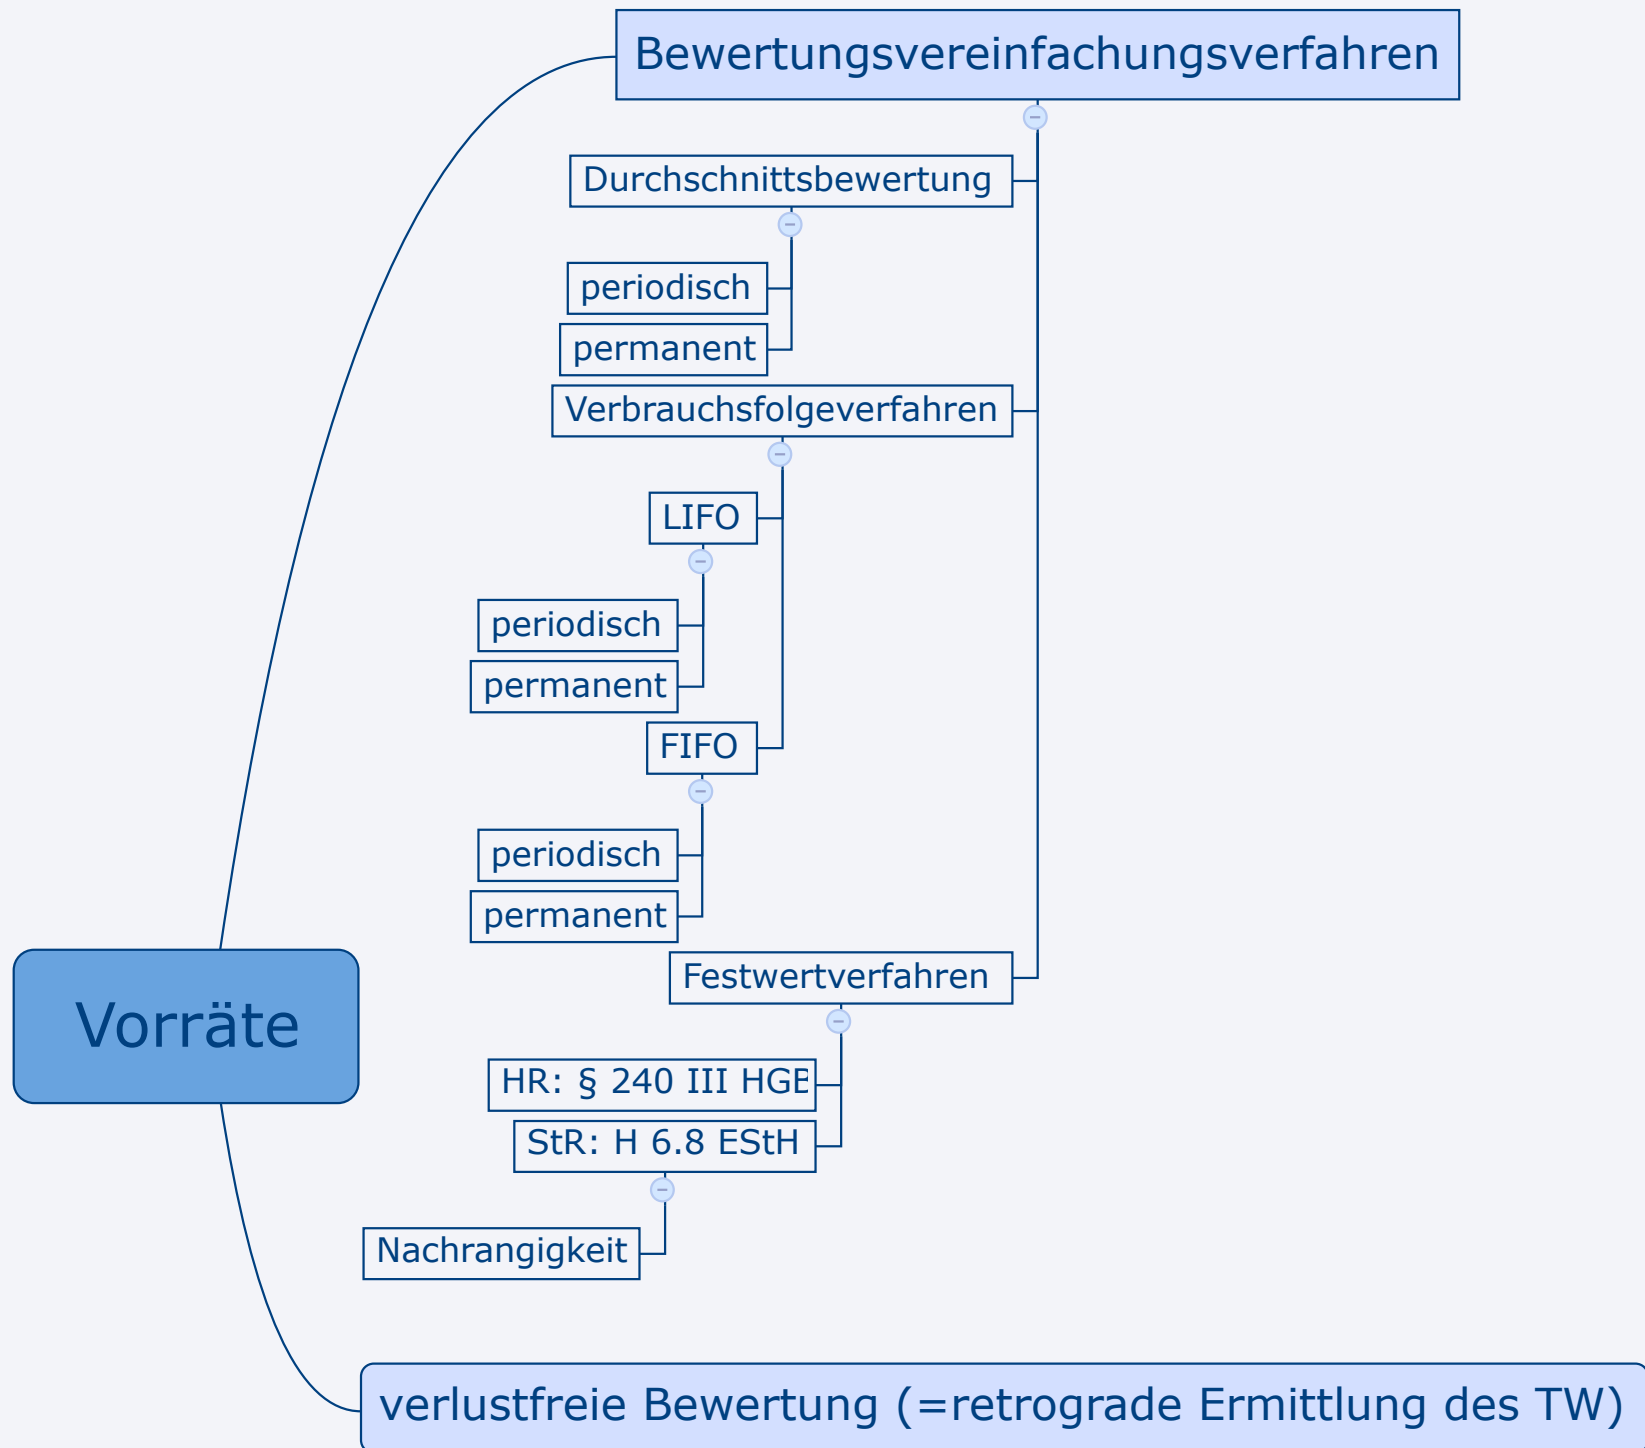 Bewertungsvereinfachungsverfahren
Durchschnittsbewertung
periodisch
permanent
Verbrauchsfolgeverfahren
LIFO
periodisch
permanent
FIFO
periodisch
permanent
Festwertverfahren
HR: § 240 III HGB
StR: H 6.8 EStH
Nachrangigkeit
Vorräte
verlustfreie Bewertung (=retrograde Ermittlung des TW)